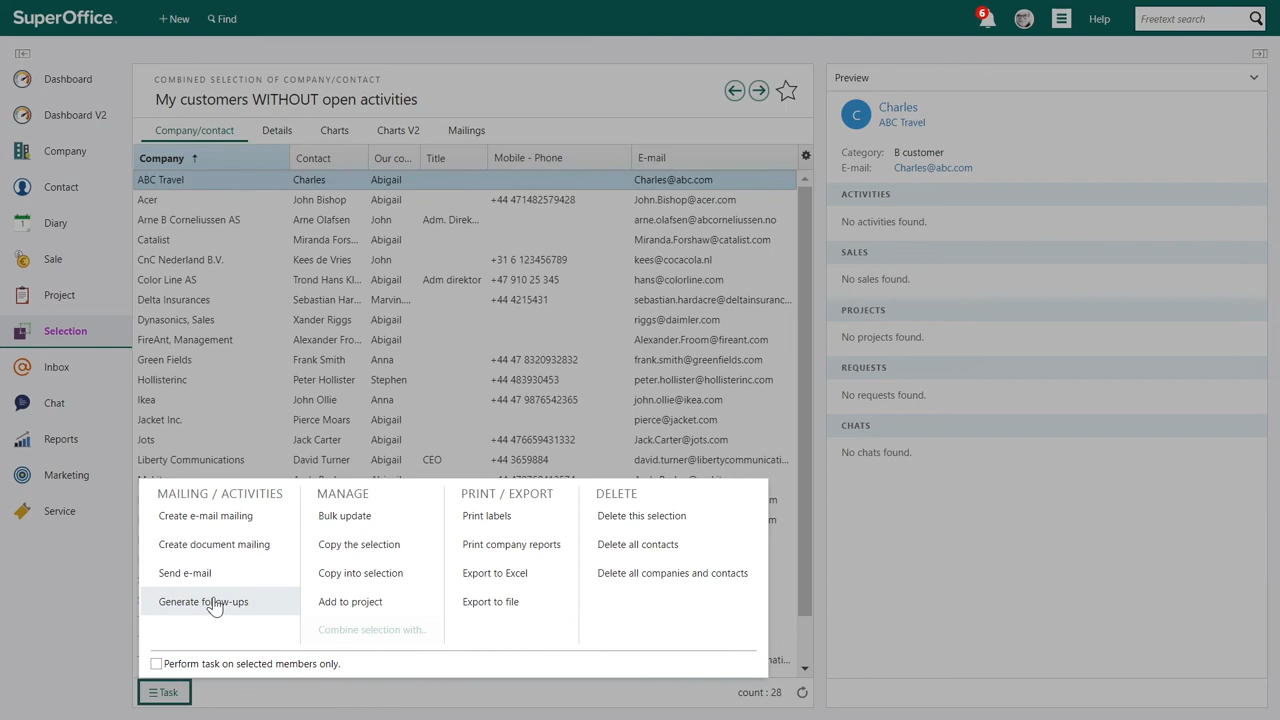 SuperOffice.
+ New
Find
6
Help
Freetext search
Dashboard
Dashboard V2
Company
Contact
1
Diary
Sale
Project
Selection
Inbox
Chat
Reports
Marketing
Service
COMBINED SELECTION OF COMPANY/CONTACT
My customers WITHOUT open activities
Company/contact Details Charts Charts V2 Mailings
Company ↑ Contact Our co... Title Mobile - Phone E-mail
ABC Travel Charles Abigail Charles@abc.com
Acer John Bishop Abigail +44 471482579428 John.Bishop@acer.com
Arne B Corneliussen AS Arne Olafsen John Adm. Direk... arne.olafsen@abcorneliussen.no
Catalist Miranda Fors... Abigail Miranda.Forshaw@catalist.com
CnC Nederland B.V. Kees de Vries John +31 6 123456789 kees@cocacola.nl
Color Line AS Trond Hans Kl... Abigail Adm direktor +47 910 25 345 hans@colorline.com
Delta Insurances Sebastian Har... Marvin.... +44 4215431 sebastian.hardacre@deltainsuranc...
Dynasonics, Sales Xander Riggs Abigail riggs@daimler.com
FireAnt, Management Alexander Fro... Abigail Alexander.Froom@fireant.com
Green Fields Frank Smith Anna +44 47 8320932832 frank.smith@greenfields.com
Hollisterinc Peter Hollister Stephen +44 483930453 peter.hollister@hollisterinc.com
Ikea John Ollie Anna +44 47 9876542365 john.ollie@ikea.com
Jacket Inc. Pierce Moars Abigail pierce@jacket.com
Jots Jack Carter Abigail +44 476659431332 Jack.Carter@jots.com
Liberty Communications David Turner Abigail CEO +44 3659884 david.turner@libertycommunicati...
MAILING / ACTIVITIES
Create e-mail mailing
Create document mailing
Send e-mail
Generate follow-ups
MANAGE
Bulk update
Copy the selection
Copy into selection
Add to project
Combine selection with..
PRINT / EXPORT
Print labels
Print company reports
Export to Excel
Export to file
DELETE
Delete this selection
Delete all contacts
Delete all companies and contacts
Perform task on selected members only.
Task
count : 28
Preview
C
Charles
ABC Travel
Category: B customer
E-mail: Charles@abc.com
ACTIVITIES
No activities found.
SALES
No sales found.
PROJECTS
No projects found.
REQUESTS
No requests found.
CHATS
No chats found.